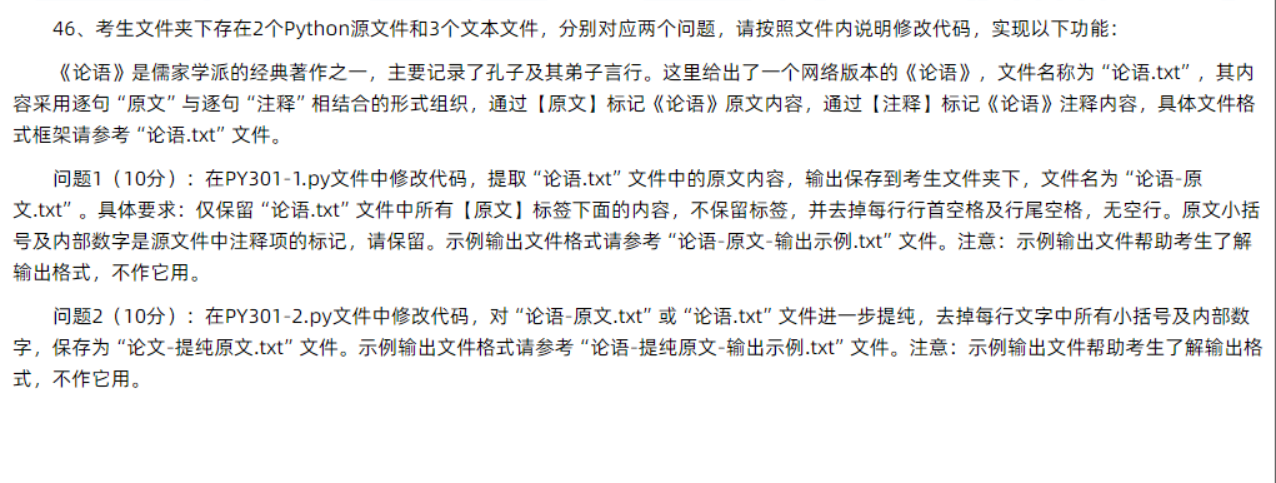 46、考生文件夹下存在2个Python源文件和3个文本文件，分别对应两个问题，请按照文件内说明修改代码，实现以下功能：
《论语》是儒家学派的经典著作之一，主要记录了孔子及其弟子言行。这里给出了一个网络版本的《论语》，文件名称为“论语.txt”，其内
容采用逐句“原文”与逐句“注释”相结合的形式组织，通过【原文】标记《论语》原文内容，通过【注释】标记《论语》注释内容，具体文件格
式框架请参考“论语.txt”文件。
问题1（10分）：在PY301-1.py文件中修改代码，提取“论语.txt”文件中的原文内容，输出保存到考生文件夹下，文件名为“论语-原
文.txt”。具体要求：仅保留“论语.txt”文件中所有【原文】标签下面的内容，不保留标签，并去掉每行行首空格及行尾空格，无空行。原文小括
号及内部数字是源文件中注释项的标记，请保留。示例输出文件格式请参考“论语-原文-输出示例.txt”文件。注意：示例输出文件帮助考生了解
输出格式，不作它用。
问题2（10分）：在PY301-2.py文件中修改代码，对“论语-原文.txt”或“论语.txt”文件进一步提纯，去掉每行文字中所有小括号及内部数
字，保存为“论文-提纯原文.txt”文件。示例输出文件格式请参考“论语-提纯原文-输出示例.txt”文件。注意：示例输出文件帮助考生了解输出格
式，不作它用。